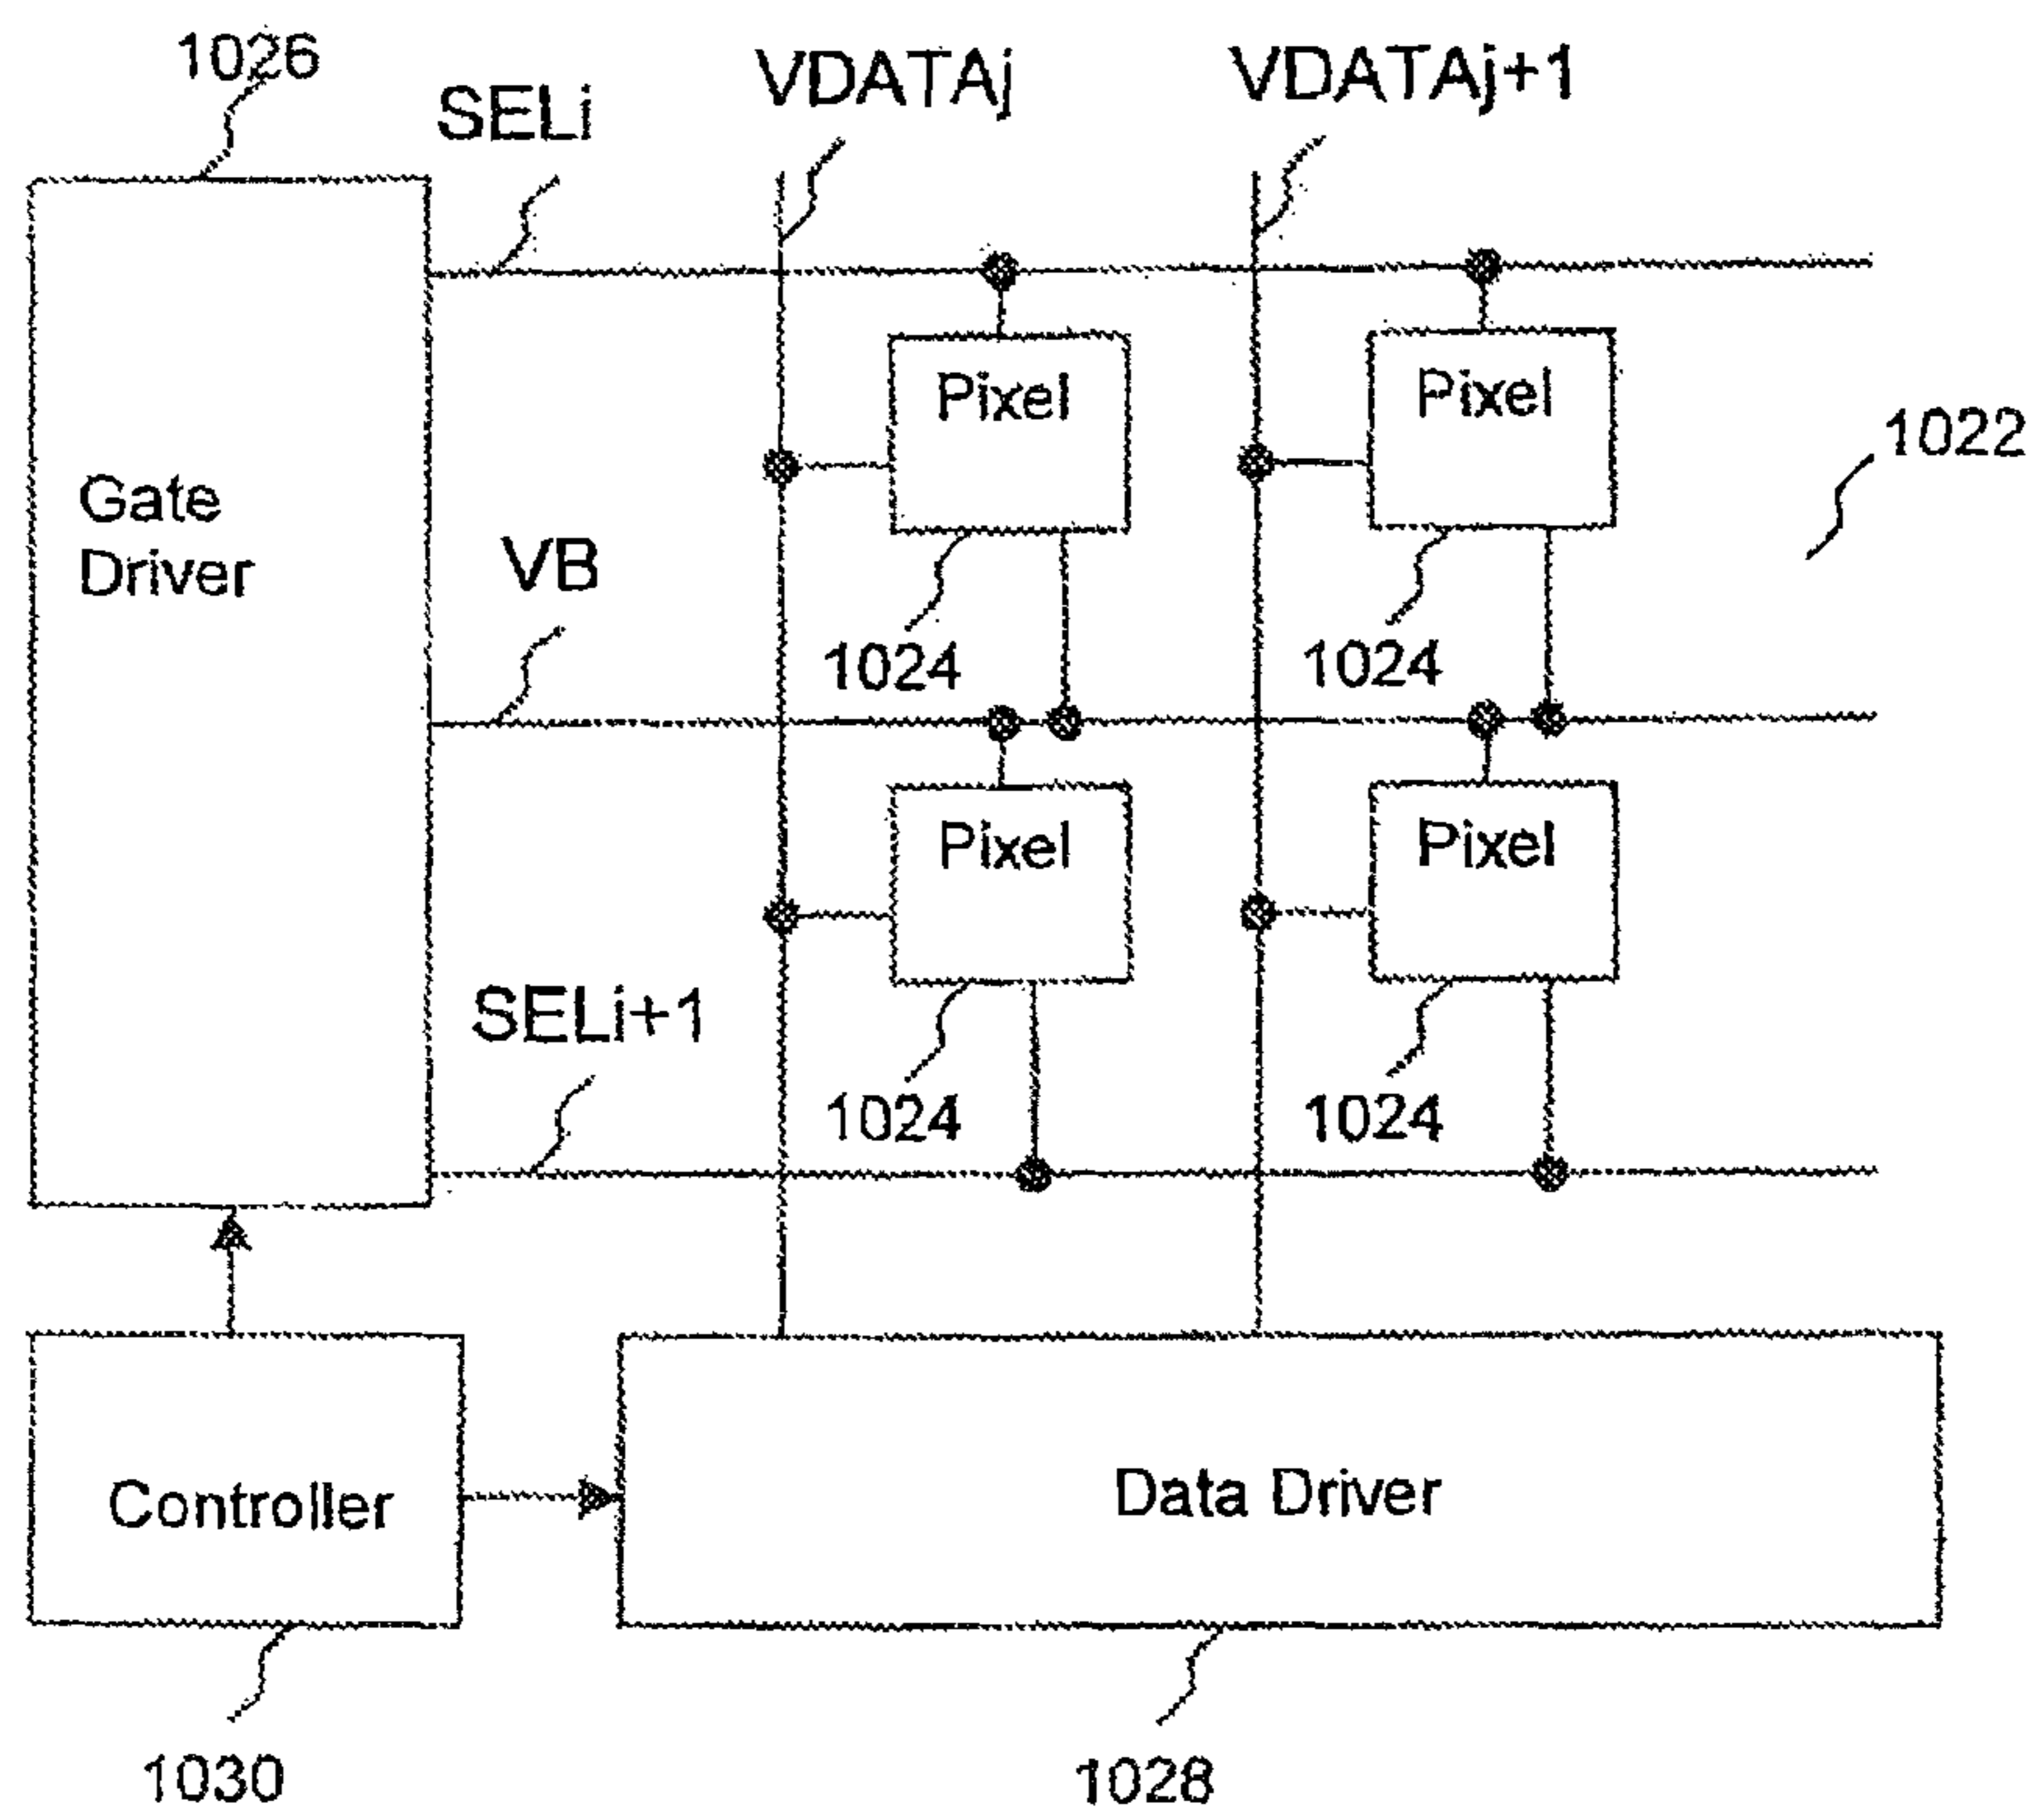 1026
SELi
VDATAj
VDATAj+1
Pixel
Pixel
1022
Gate
Driver
VB
1024
1024
Pixel
Pixel
SELi+1
1024
1024
Controller
Data Driver
1030
1028